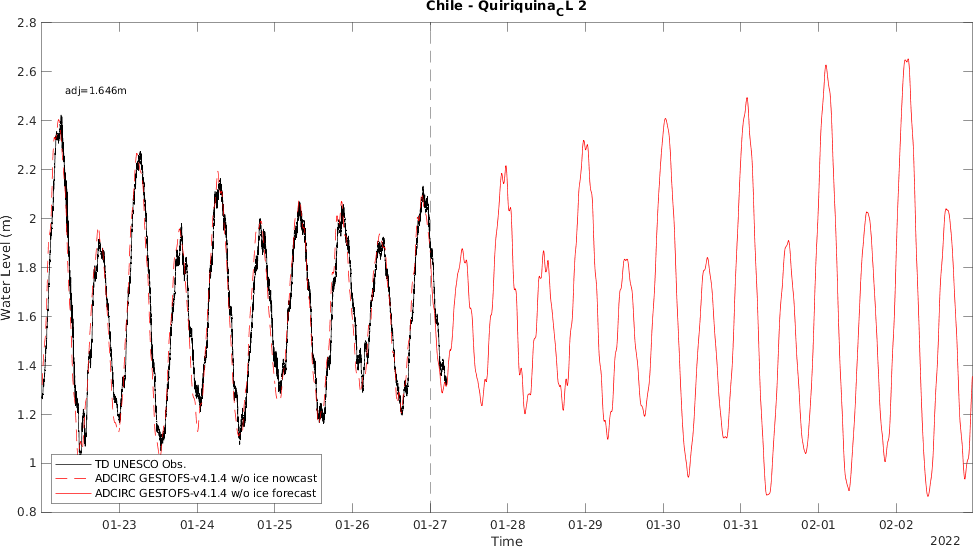 Chile - Quiriquina_CL 2
2.8
2.6
2.4
2.2
2
1.8
1.6
1.4
1.2
1
0.8
Water Level (m)
adj=1.646m
TD UNESCO Obs.
ADCIRC GESTOFS-v4.1.4 w/o ice nowcast
ADCIRC GESTOFS-v4.1.4 w/o ice forecast
01-23 01-24 01-25 01-26 01-27 01-28 01-29 01-30 01-31 02-01 02-02
Time
2022